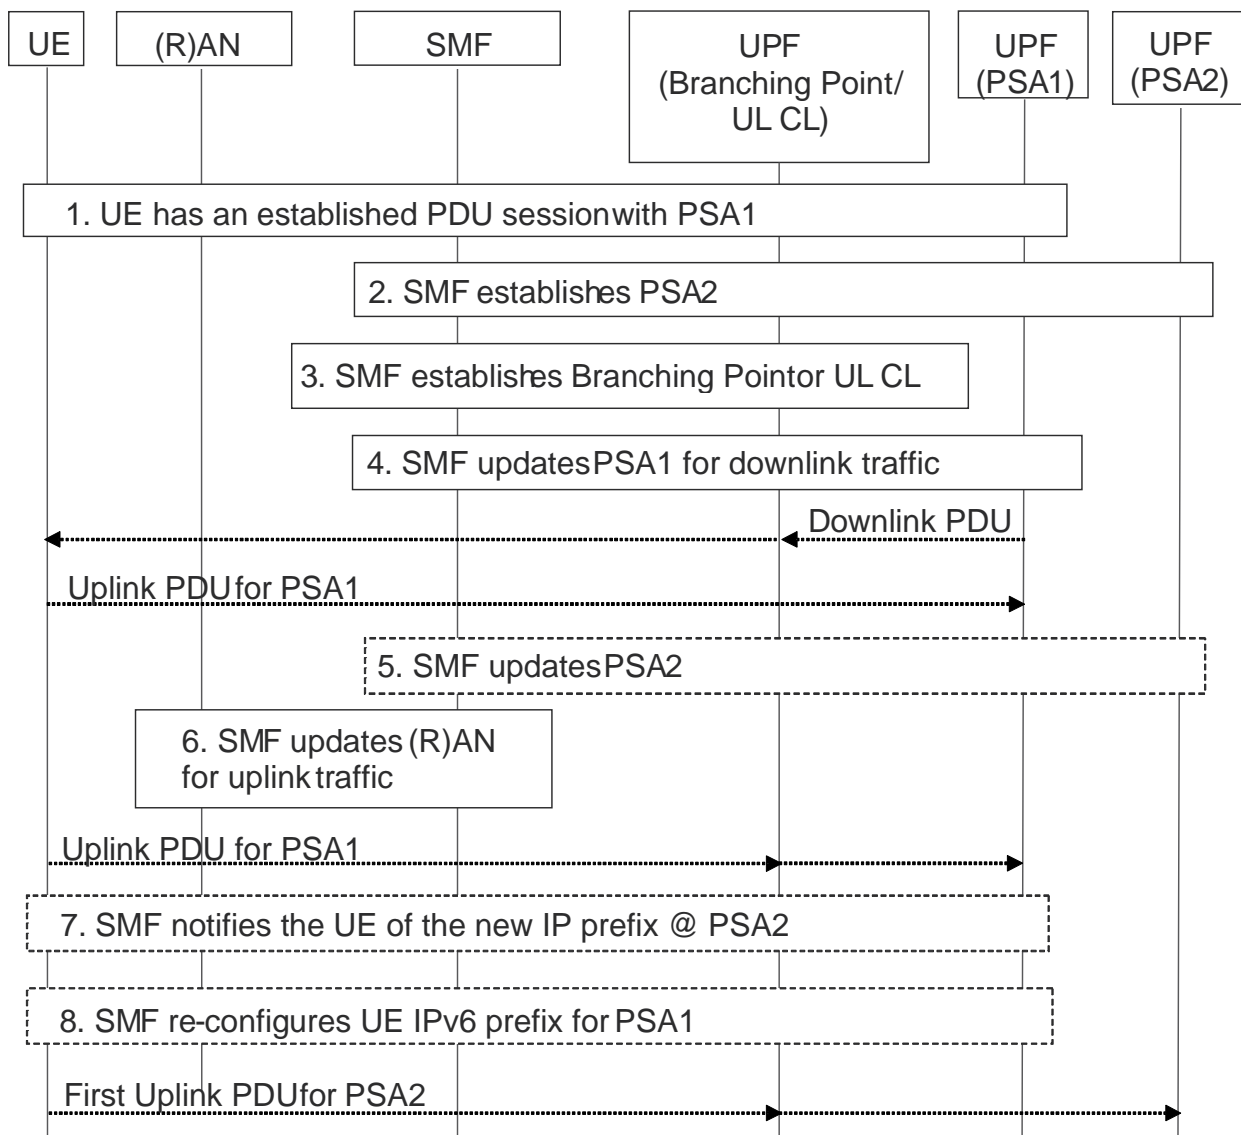 UE
(R)AN
SMF
UPF
(Branching Point/
UL CL)
UPF
(PSA1)
UPF
(PSA2)
1. UE has an established PDU session with PSA1
2. SMF establishes PSA2
3. SMF establishes Branching Point or UL CL
4. SMF updates PSA1 for downlink traffic
Downlink PDU
Uplink PDU for PSA1
5. SMF updates PSA2
6. SMF updates (R)AN
for uplink traffic
Uplink PDU for PSA1
7. SMF notifies the UE of the new IP prefix @ PSA2
8. SMF re-configures UE IPv6 prefix for PSA1
First Uplink PDU for PSA2